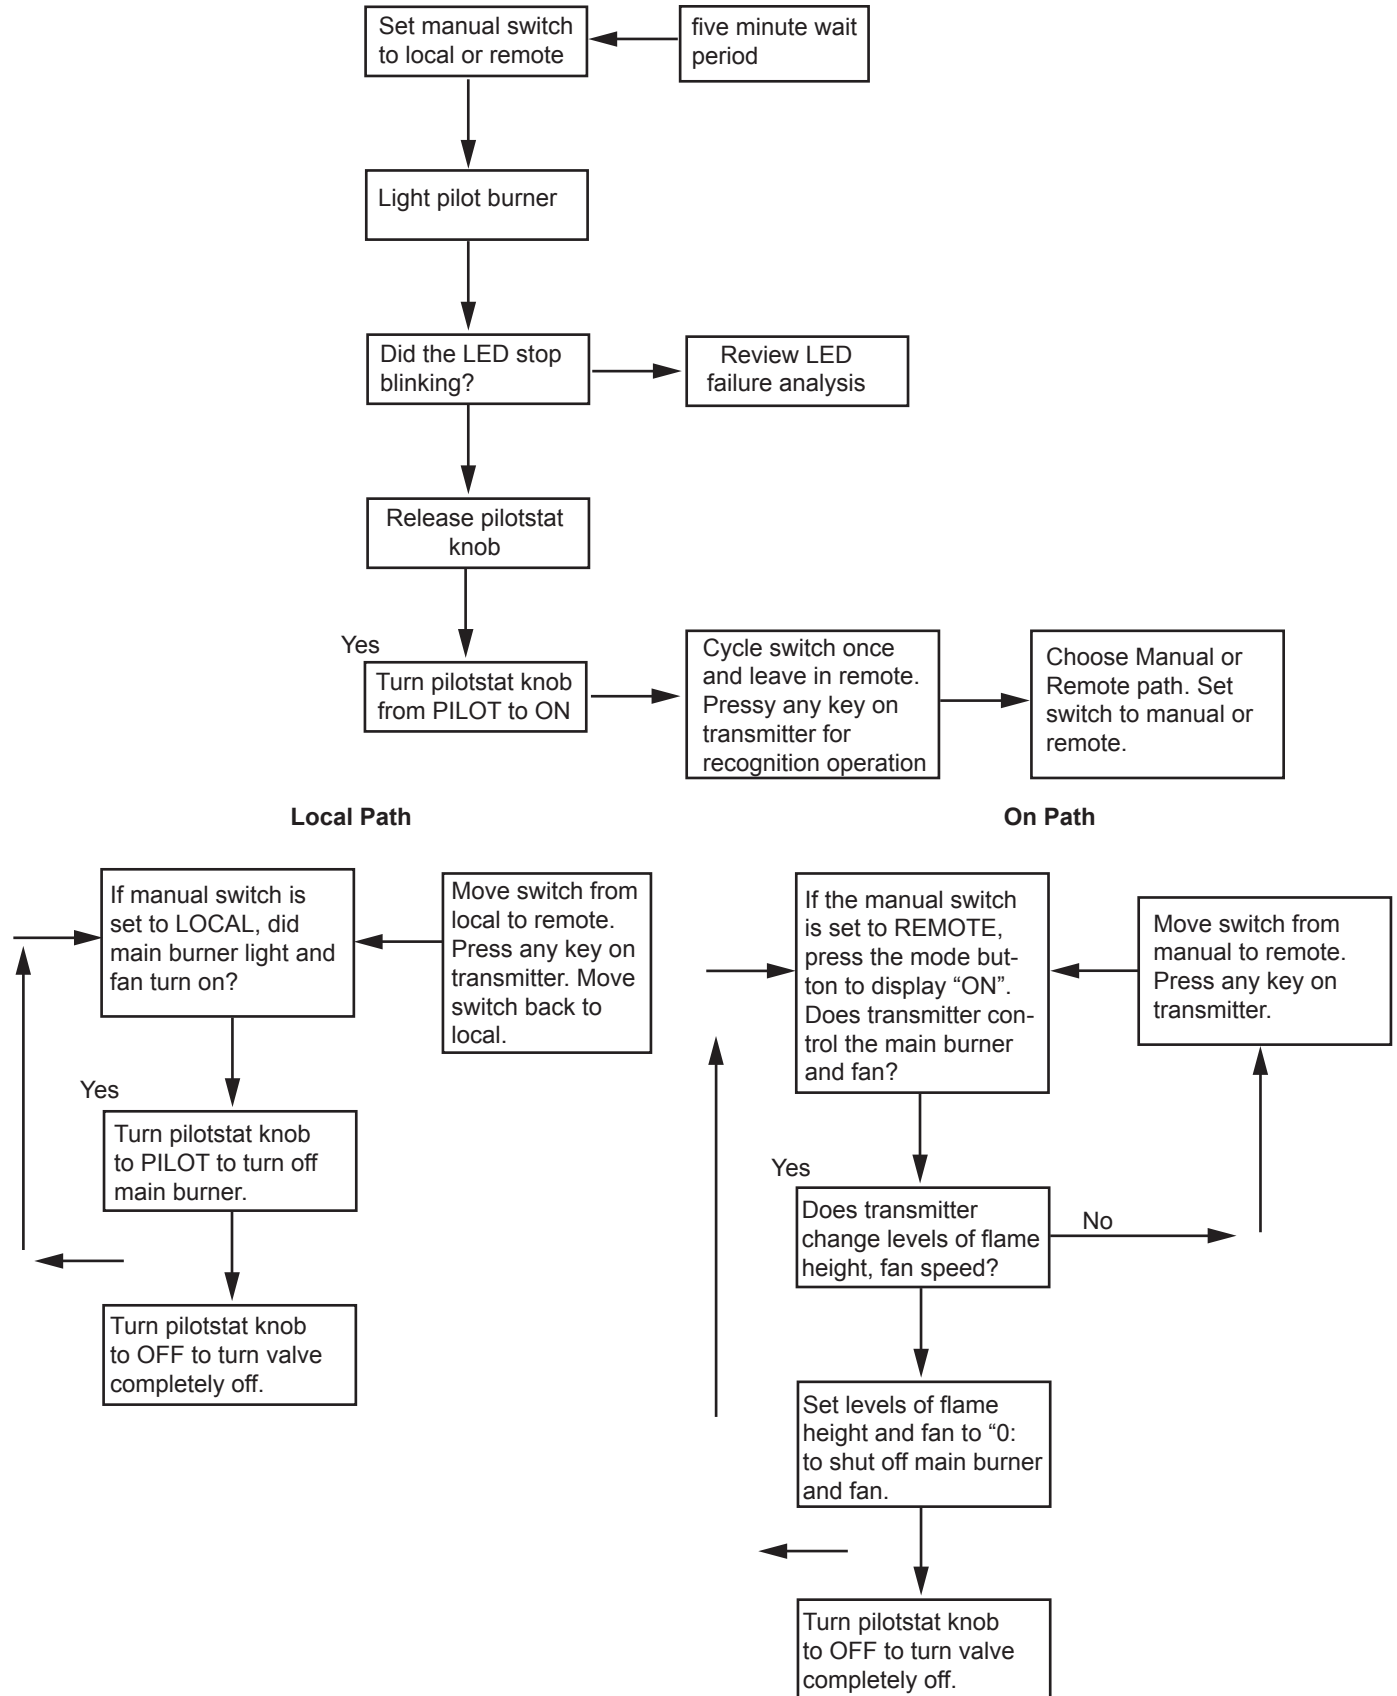 Set manual switch
to local or remote
five minute wait
period
Light pilot burner
Did the LED stop
blinking?
Review LED
failure analysis
Release pilotstat
knob
Yes
Turn pilotstat knob
from PILOT to ON
Cycle switch once
and leave in remote.
Pressy any key on
transmitter for
recognition operation
Choose Manual or
Remote path. Set
switch to manual or
remote.
Local Path
If manual switch is
set to LOCAL, did
main burner light and
fan turn on?
Move switch from
local to remote.
Press any key on
transmitter. Move
switch back to
local.
Yes
Turn pilotstat knob
to PILOT to turn off
main burner.
Turn pilotstat knob
to OFF to turn valve
completely off.
On Path
If the manual switch
is set to REMOTE,
press the mode but-
ton to display “ON”.
Does transmitter con-
trol the main burner
and fan?
Move switch from
manual to remote.
Press any key on
transmitter.
Yes
Does transmitter
change levels of flame
height, fan speed?
No
Set levels of flame
height and fan to “0:
to shut off main burner
and fan.
Turn pilotstat knob
to OFF to turn valve
completely off.